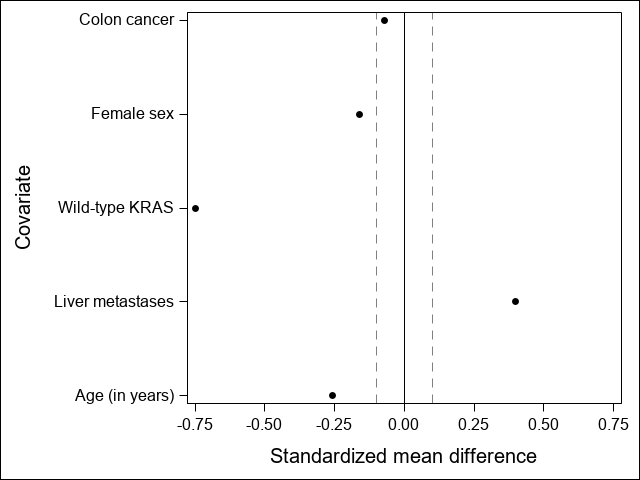 Colon cancer
Female sex
Wild-type KRAS
Liver metastases
Age (in years)
Covariate
-0.75 -0.50 -0.25 0.00 0.25 0.50 0.75
Standardized mean difference